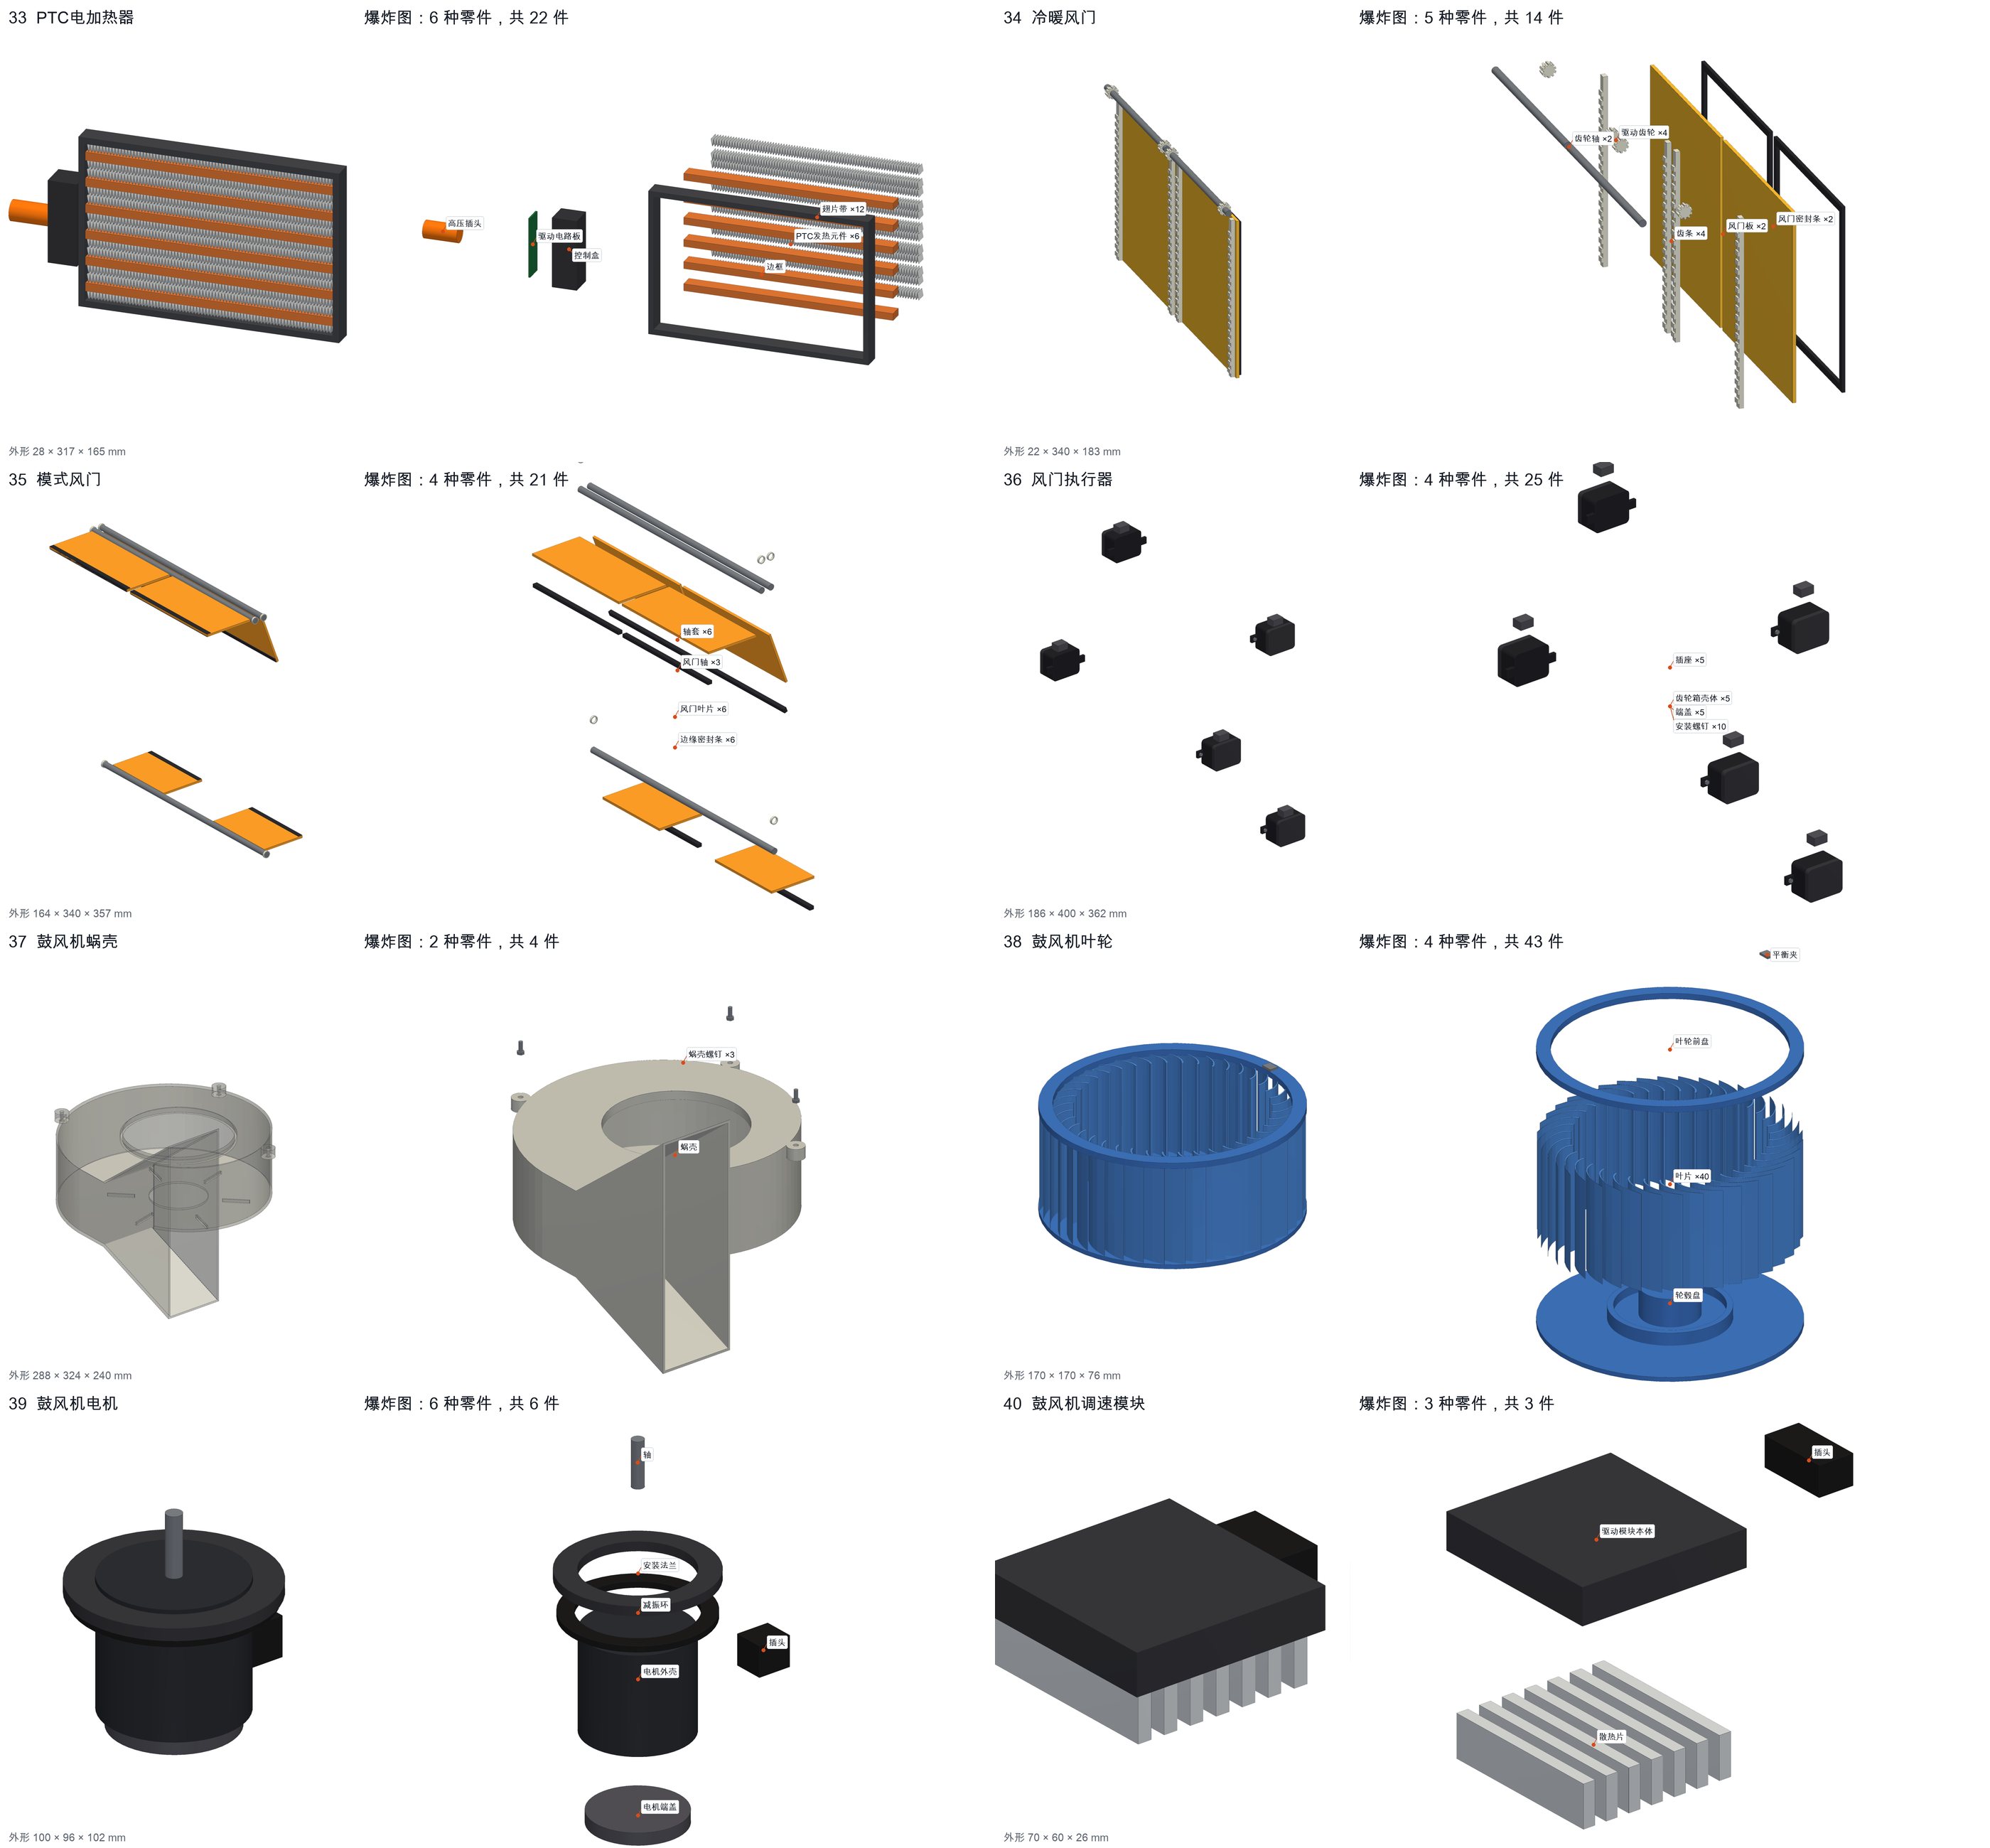 33 PTC电加热器
爆炸图：6 种零件，共 22 件
高压插头
驱动电路板
控制盒
翅片带 ×12
PTC发热元件 ×6
边框
外形 28 × 317 × 165 mm
34 冷暖风门
爆炸图：5 种零件，共 14 件
齿轮轴 ×2
驱动齿轮 ×4
齿条 ×4
风门板 ×2
风门密封条 ×2
外形 22 × 340 × 183 mm
35 模式风门
爆炸图：4 种零件，共 21 件
轴套 ×6
风门轴 ×3
风门叶片 ×6
边缘密封条 ×6
外形 164 × 340 × 357 mm
36 风门执行器
爆炸图：4 种零件，共 25 件
插座 ×5
齿轮箱壳体 ×5
端盖 ×5
安装螺钉 ×10
外形 186 × 400 × 362 mm
37 鼓风机蜗壳
爆炸图：2 种零件，共 4 件
蜗壳螺钉 ×3
蜗壳
外形 288 × 324 × 240 mm
38 鼓风机叶轮
爆炸图：4 种零件，共 43 件
平衡夹
叶轮前盘
叶片 ×40
轮毂盘
外形 170 × 170 × 76 mm
39 鼓风机电机
爆炸图：6 种零件，共 6 件
轴
安装法兰
减振环
插头
电机外壳
电机端盖
外形 100 × 96 × 102 mm
40 鼓风机调速模块
爆炸图：3 种零件，共 3 件
插头
驱动模块本体
散热片
外形 70 × 60 × 26 mm